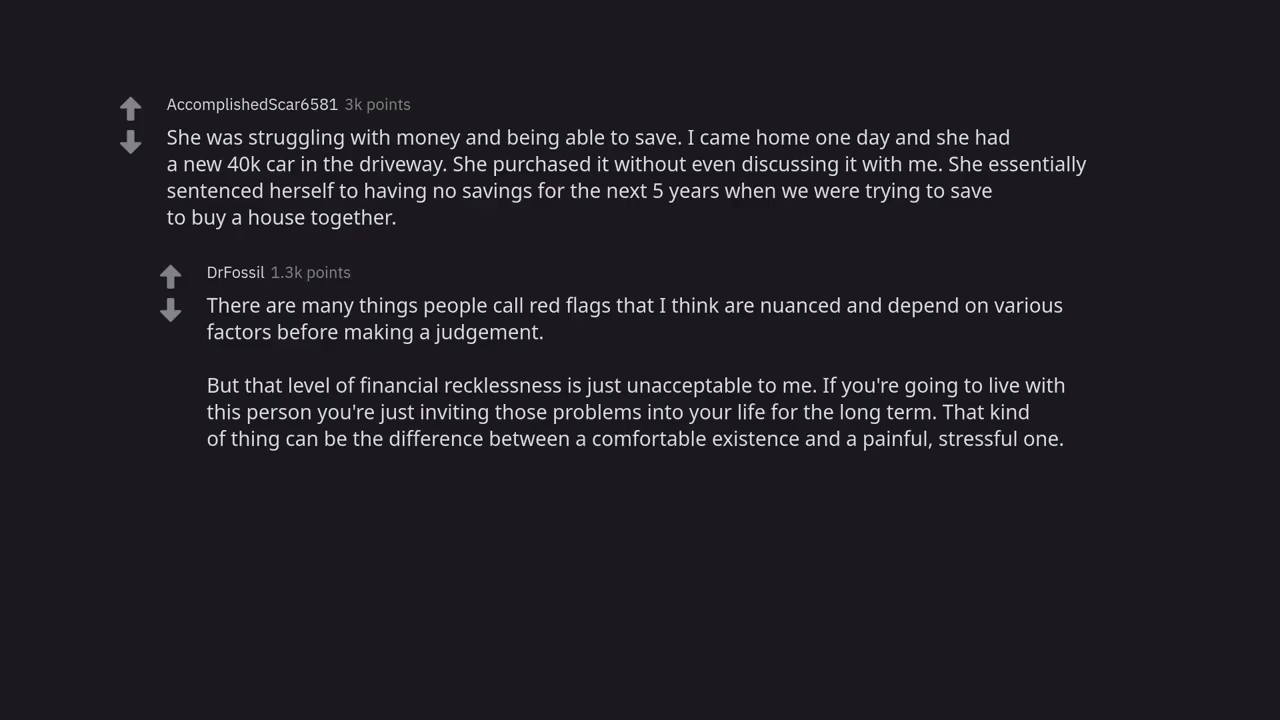 AccomplishedScar6581 3k points
She was struggling with money and being able to save. I came home one day and she had
a new 40k car in the driveway. She purchased it without even discussing it with me. She essentially
sentenced herself to having no savings for the next 5 years when we were trying to save
to buy a house together.
DrFossil 1.3k points
There are many things people call red flags that I think are nuanced and depend on various
factors before making a judgement.
But that level of financial recklessness is just unacceptable to me. If you're going to live with
this person you're just inviting those problems into your life for the long term. That kind
of thing can be the difference between a comfortable existence and a painful, stressful one.